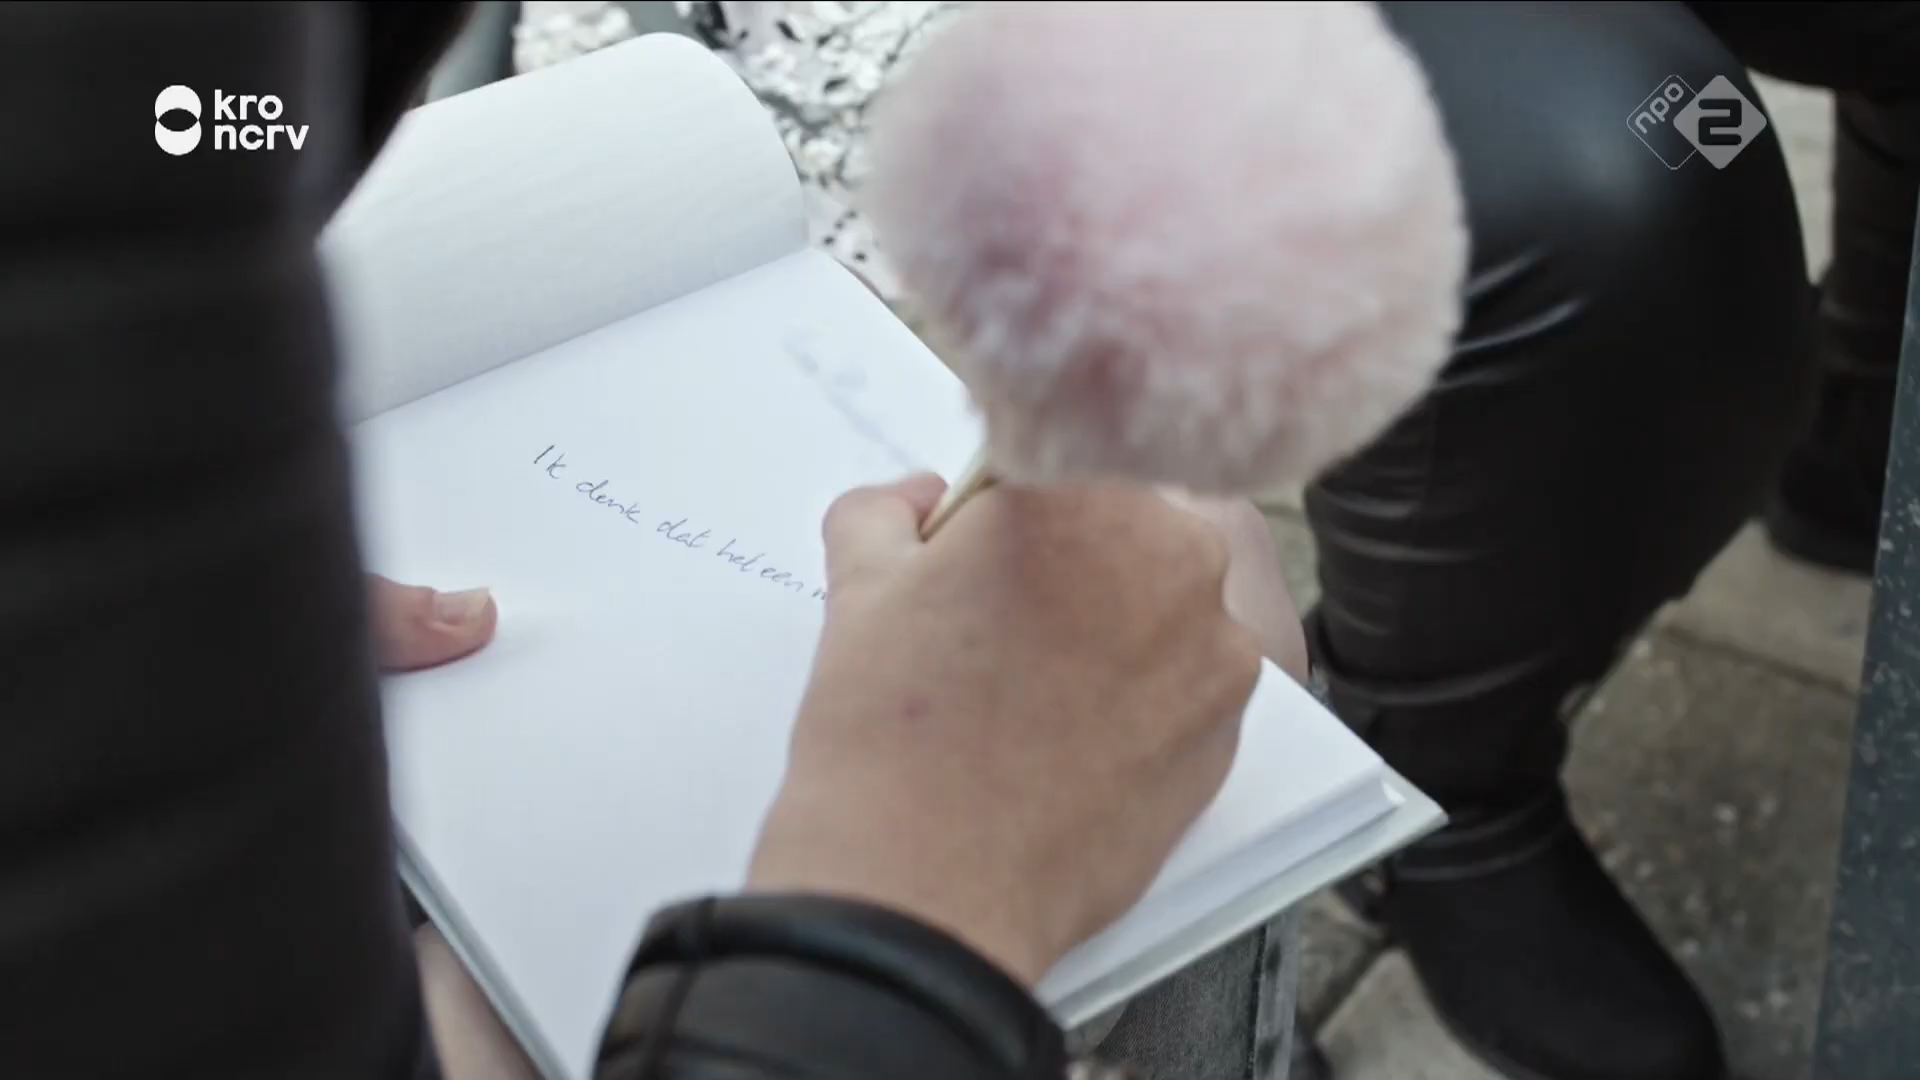 kro
ncrv
npo
2
Ik denk dat het een